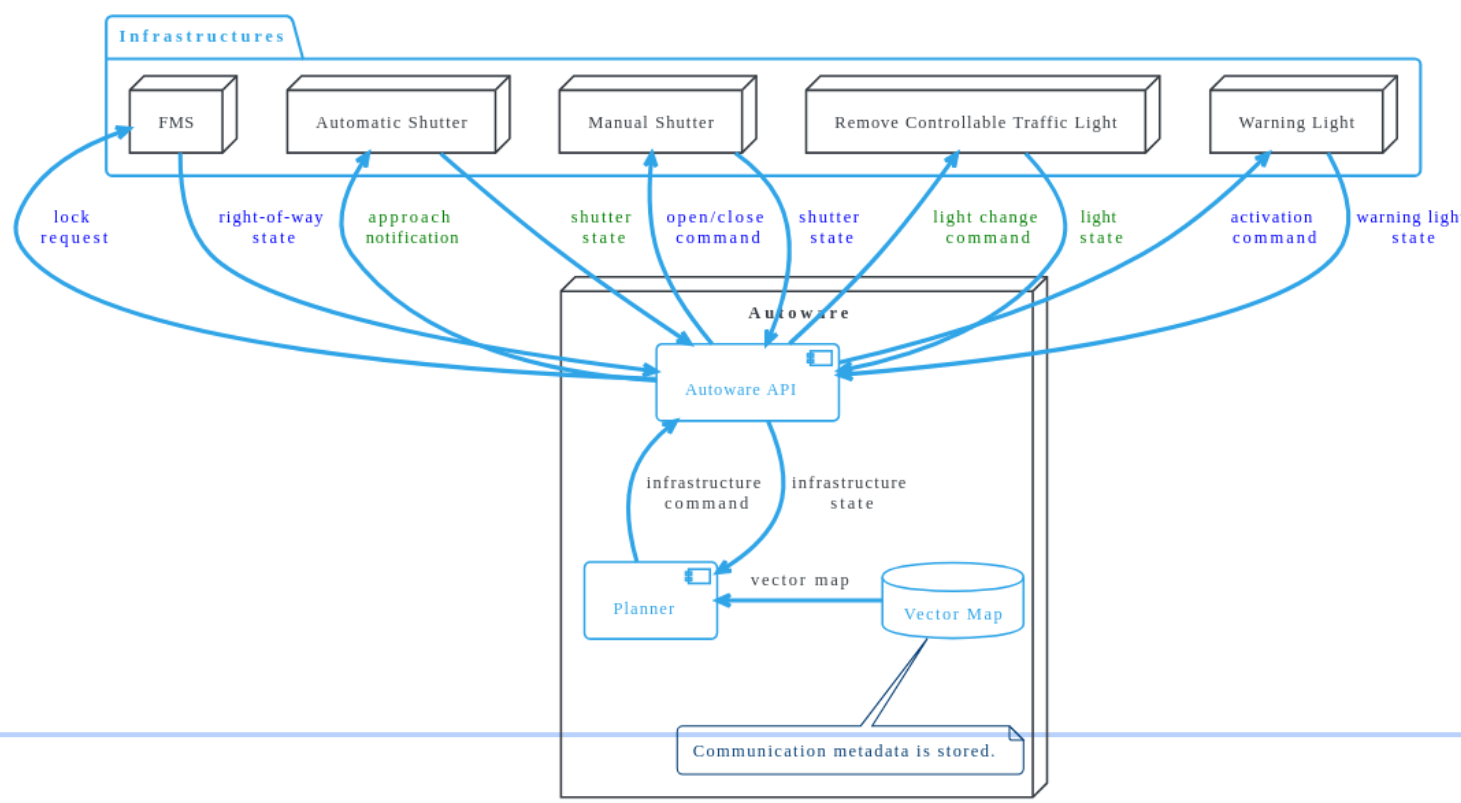 Infrastructures
FMS
Automatic Shutter
Manual Shutter
Remove Controllable Traffic Light
Warning Light
lock
request
right-of-way
state
approach
notification
shutter
state
open/close
command
shutter
state
light change
command
light
state
activation
command
warning light
state
Autoware
Autoware API
infrastructure
command
infrastructure
state
vector map
Planner
Vector Map
Communication metadata is stored.